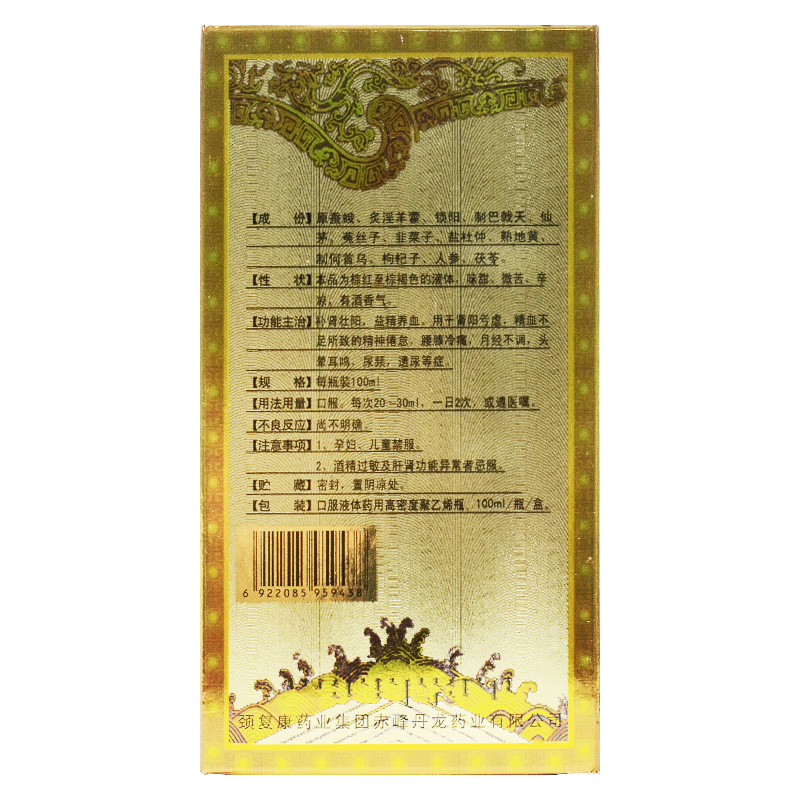 【成 份】原蚕蛾、炙淫羊藿、锁阳、制巴戟天、仙
茅、菟丝子、韭菜子、盐杜仲、熟地黄、
制何首乌、枸杞子、人参、茯苓。
【性 状】本品为棕红至棕褐色的液体，味甜、微苦、辛
凉，有酒香气。
【功能主治】补肾壮阳，益精养血，用于肾阳亏虚，精血不
足所致的精神倦怠，腰膝冷痛，月经不调，头
晕耳鸣，尿频，遗尿等症。
【规 格】每瓶装100ml
【用法用量】口服。每次20-30ml，一日2次，或遵医嘱。
【不良反应】尚不明确。
【注意事项】1、孕妇、儿童禁服。
2、酒精过敏及肝肾功能异常者忌服。
【贮 藏】密封，置阴凉处。
【包 装】口服液体药用高密度聚乙烯瓶，100ml/瓶/盒。
6 922085 959438
颈复康药业集团赤峰丹龙药业有限公司